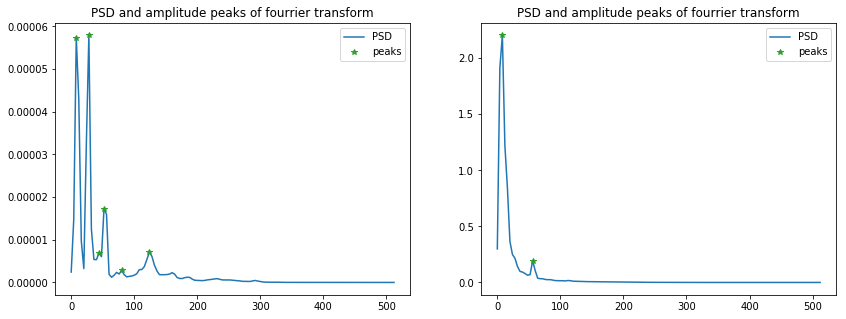 PSD and amplitude peaks of fourrier transform
PSD
peaks
0.00006
0.00005
0.00004
0.00003
0.00002
0.00001
0.00000
0 100 200 300 400 500
PSD and amplitude peaks of fourrier transform
PSD
peaks
2.0
1.5
1.0
0.5
0.0
0 100 200 300 400 500